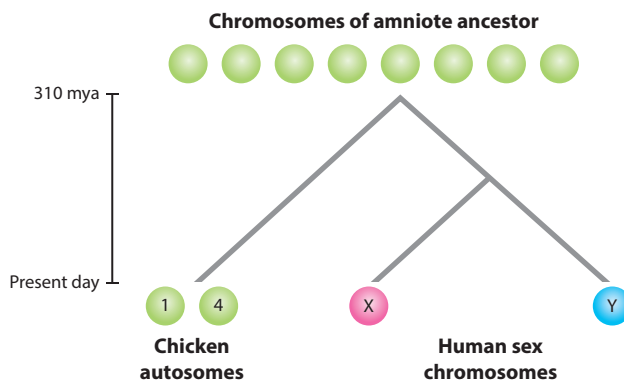 Chromosomes of amniote ancestor
310 mya
Present day
1
4
X
Y
Chicken
autosomes
Human sex
chromosomes